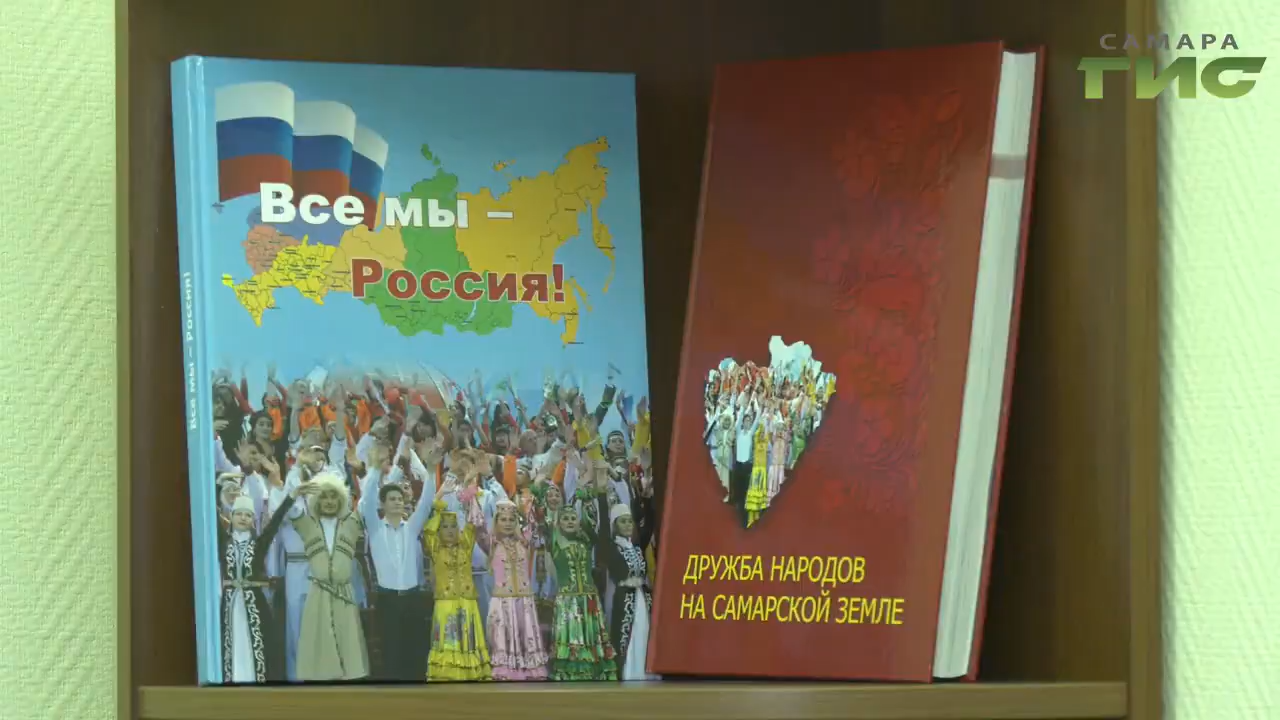 САМАРА
ГИС
Все мы –
Россия!
Все мы – Россия!
ДРУЖБА НАРОДОВ
НА САМАРСКОЙ ЗЕМЛЕ